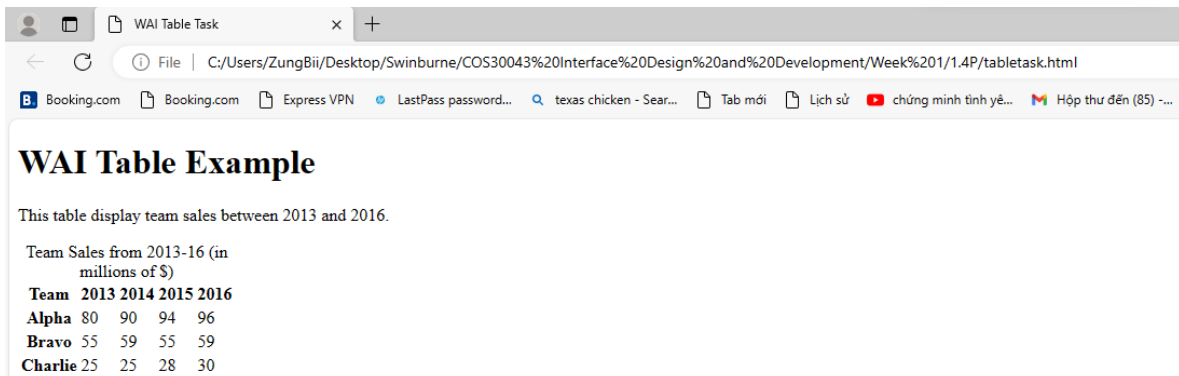 WAI Table Task
File | C:/Users/ZungBii/Desktop/Swinburne/COS30043%20Interface%20Design%20and%20Development/Week%201/1.4P/tabletask.html
B. Booking.com Booking.com Express VPN LastPass password... texas chicken - Sear... Tab mới Lịch sử chứng minh tình yê... Hộp thư đến (85) -...
WAI Table Example
This table display team sales between 2013 and 2016.
Team Sales from 2013-16 (in
millions of $)
Team 2013 2014 2015 2016
Alpha 80 90 94 96
Bravo 55 59 55 59
Charlie 25 25 28 30